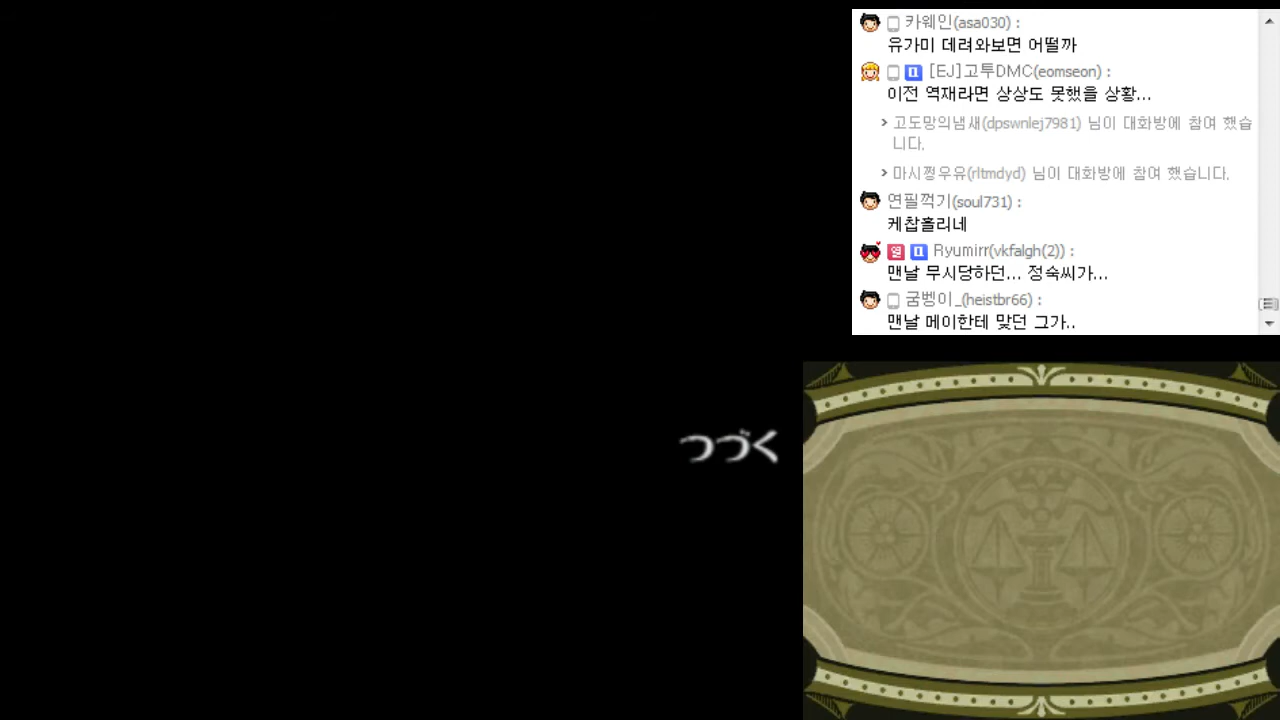 카웨인(asa030) :
유가미 데려와보면 어떨까
[EJ]고투DMC(eomseon) :
이전 역재라면 상상도 못했을 상황...
> 고도망의냄새(dpswnlej7981) 님이 대화방에 참여 했습
니다.
> 마시쩡우유(rltmdyd) 님이 대화방에 참여 했습니다.
연필꺽기(soul731) :
케찹흘리네
열 Ryumirr(vkfalgh(2)) :
맨날 무시당하던... 정숙씨가...
굼벵이_(heistbr66) :
맨날 메이한테 맞던 그가..
つづく